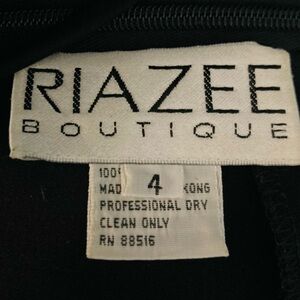 RIAZEE
BOUTIQUE
100
4
MAD KONG
PROFESSIONAL DRY
CLEAN ONLY
RN 88516